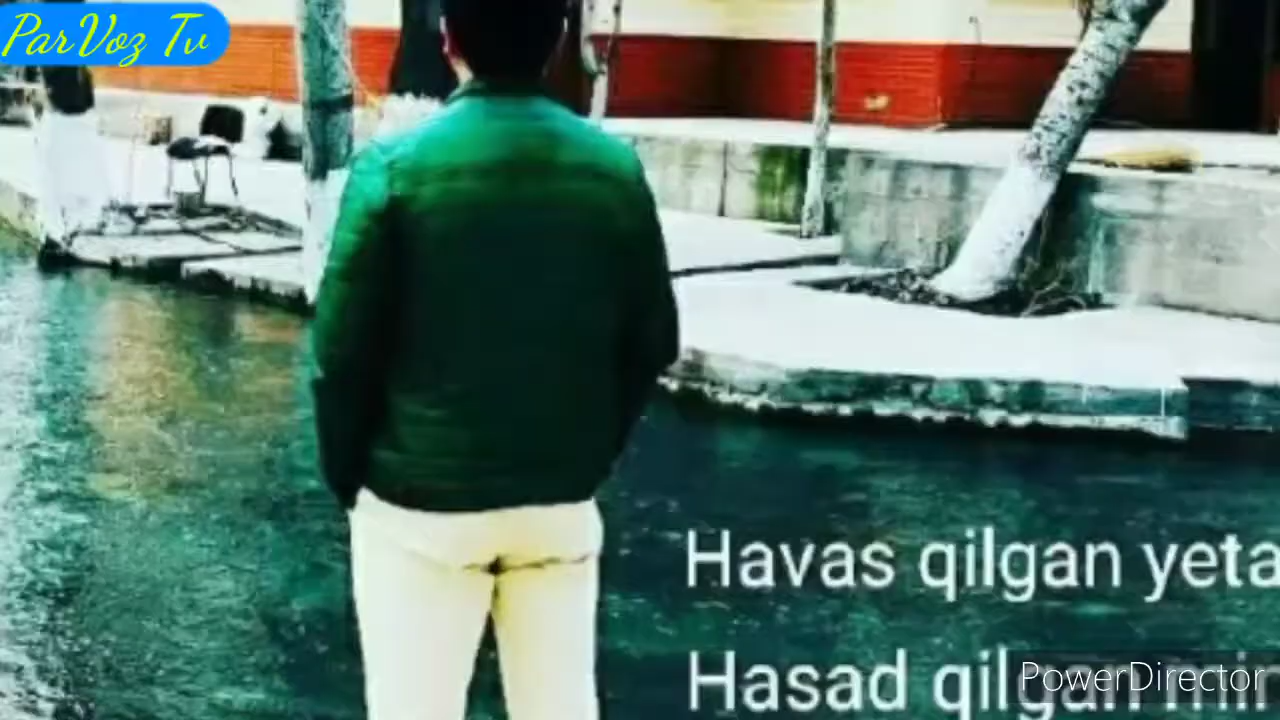 ParVoz Tv
Havas qilgan yeta
Hasad qilgan
PowerDirector